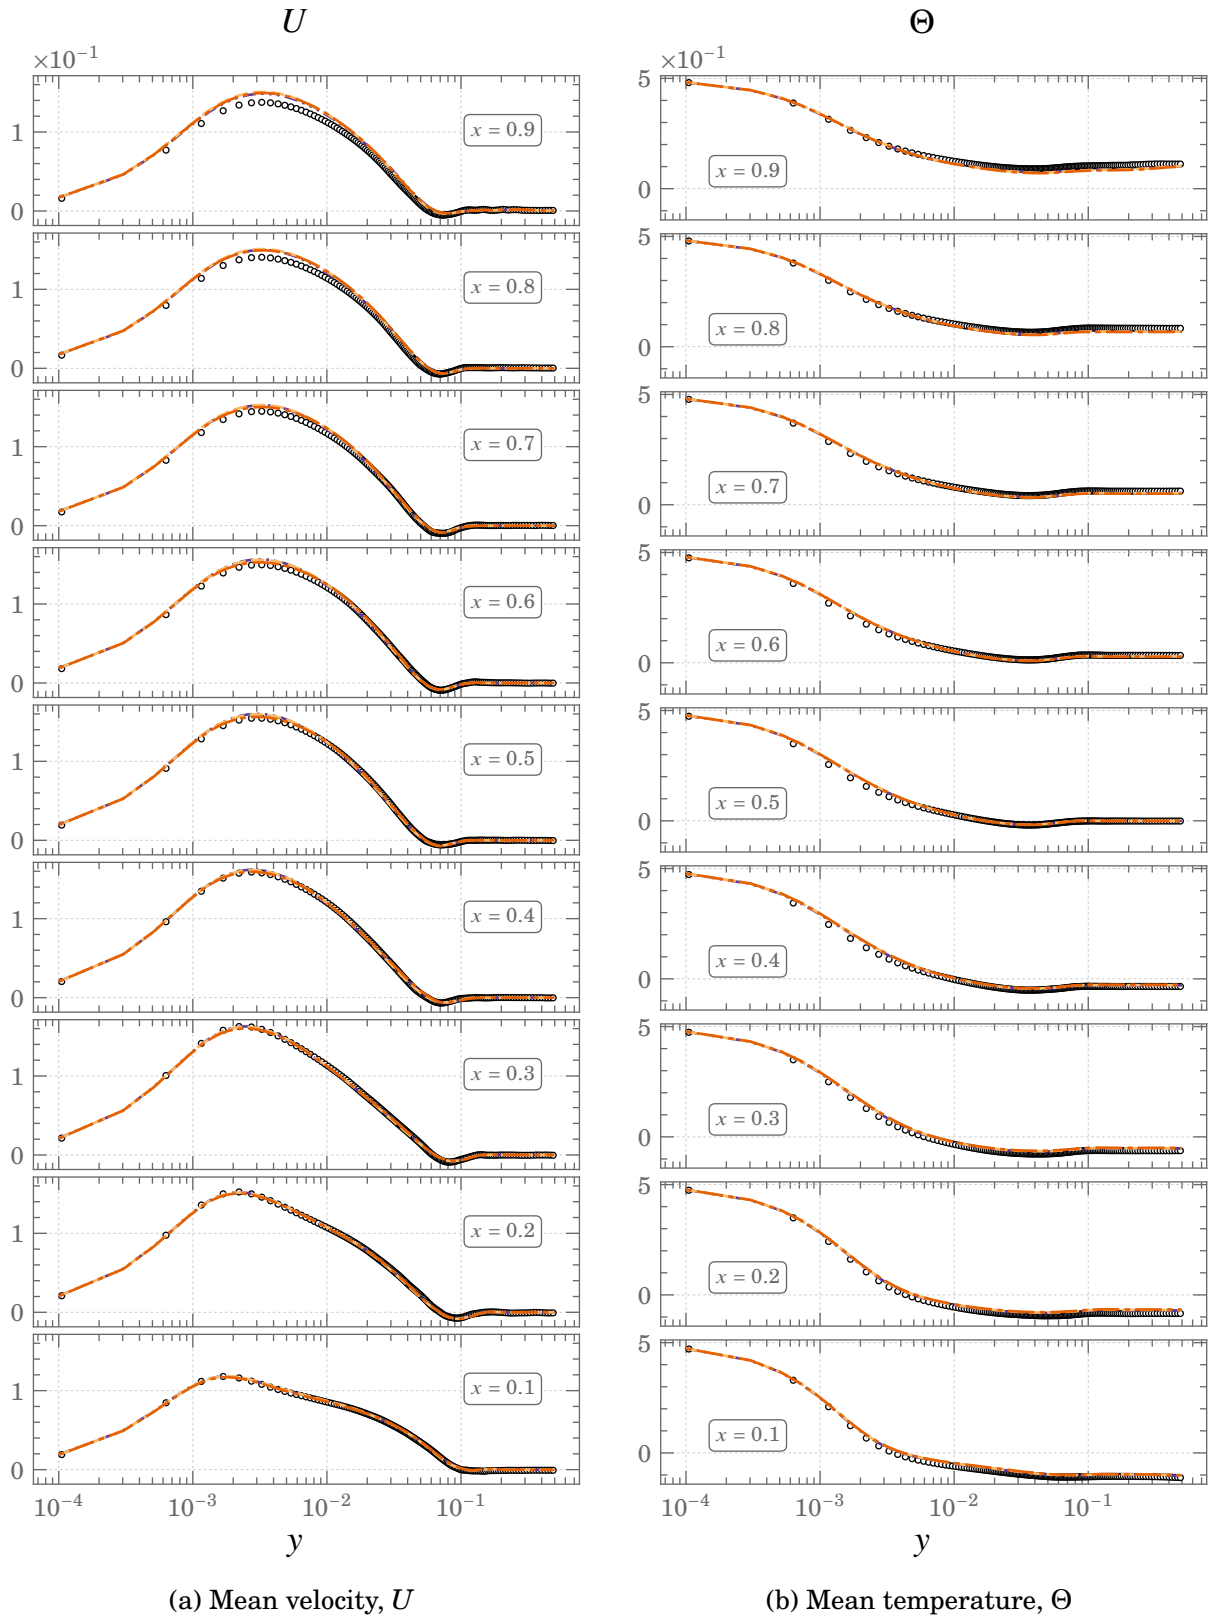 U
Θ
×10⁻¹
×10⁻¹
1
0
x = 0.9
5
0
x = 0.9
1
0
x = 0.8
5
0
x = 0.8
1
0
x = 0.7
5
0
x = 0.7
1
0
x = 0.6
5
0
x = 0.6
1
0
x = 0.5
5
0
x = 0.5
1
0
x = 0.4
5
0
x = 0.4
1
0
x = 0.3
5
0
x = 0.3
1
0
x = 0.2
5
0
x = 0.2
1
0
x = 0.1
5
0
x = 0.1
10⁻⁴ 10⁻³ 10⁻² 10⁻¹
10⁻⁴ 10⁻³ 10⁻² 10⁻¹
y
y
(a) Mean velocity, U
(b) Mean temperature, Θ